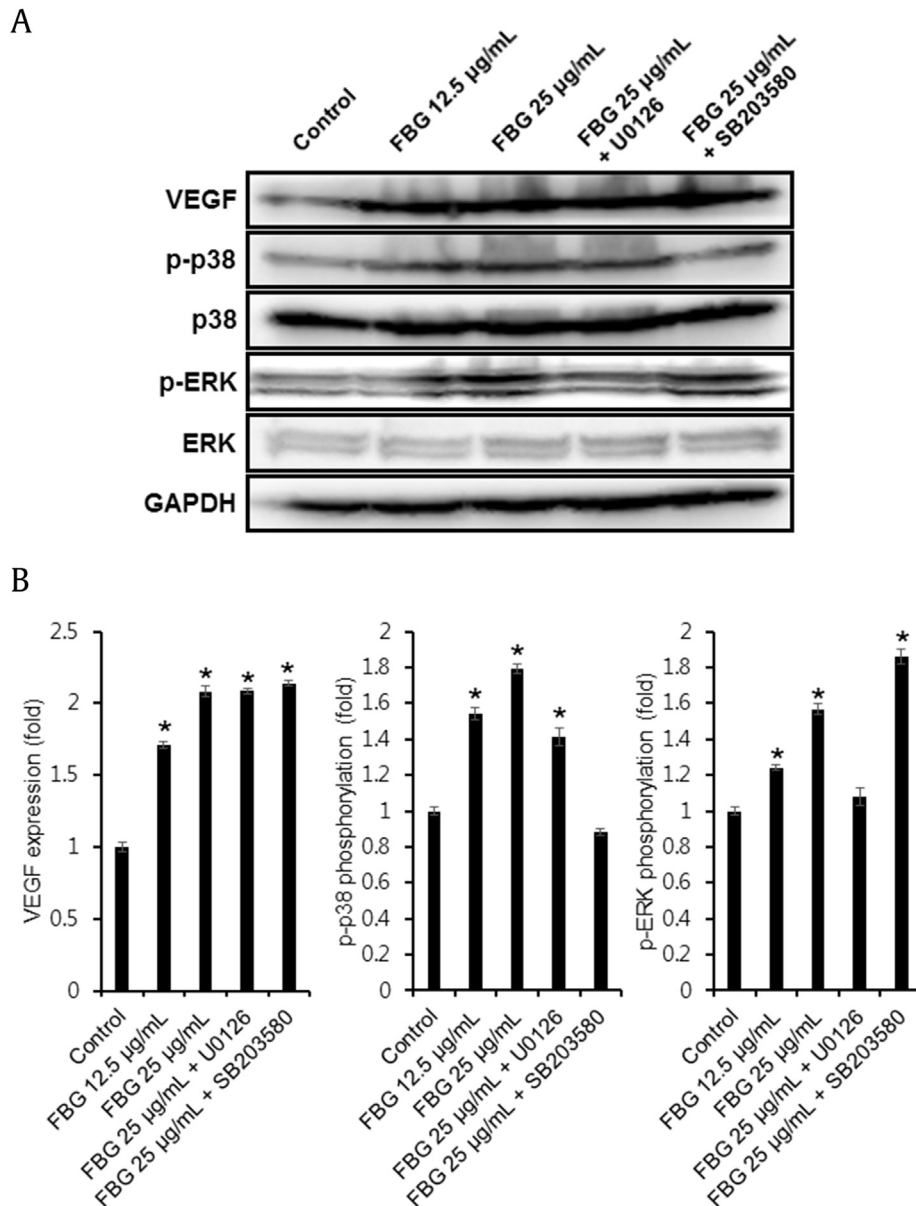 A
Control
FBG 12.5 µg/mL
FBG 25 µg/mL
FBG 25 µg/mL
+ U0126
FBG 25 µg/mL
+ SB203580
VEGF
p-p38
p38
p-ERK
ERK
GAPDH
B
VEGF expression (fold)
2.5
2
1.5
1
0.5
0
*
*
*
*
Control
FBG 12.5 µg/mL
FBG 25 µg/mL
FBG 25 µg/mL + U0126
FBG 25 µg/mL + SB203580
p-p38 phosphorylation (fold)
2
1.8
1.6
1.4
1.2
1
0.8
0.6
0.4
0.2
0
*
*
*
Control
FBG 12.5 µg/mL
FBG 25 µg/mL
FBG 25 µg/mL + U0126
FBG 25 µg/mL + SB203580
p-ERK phosphorylation (fold)
2
1.8
1.6
1.4
1.2
1
0.8
0.6
0.4
0.2
0
*
*
*
Control
FBG 12.5 µg/mL
FBG 25 µg/mL
FBG 25 µg/mL + U0126
FBG 25 µg/mL + SB203580